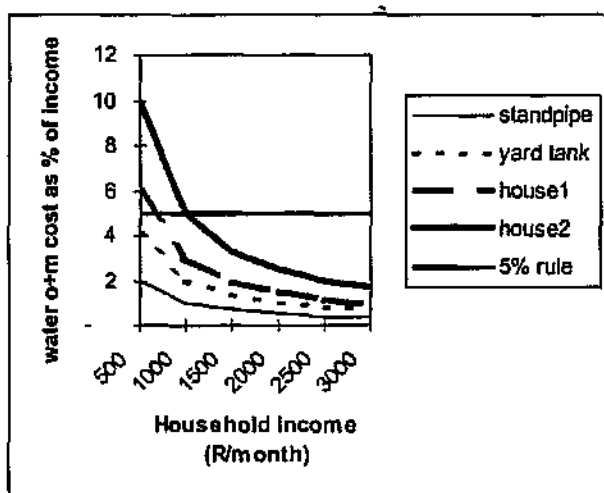 water o+m cost as % of income
12
10
8
6
4
2
-
500
1000
1500
2000
2500
3000
Household income
(R/month)
standpipe
yard tank
house1
house2
5% rule